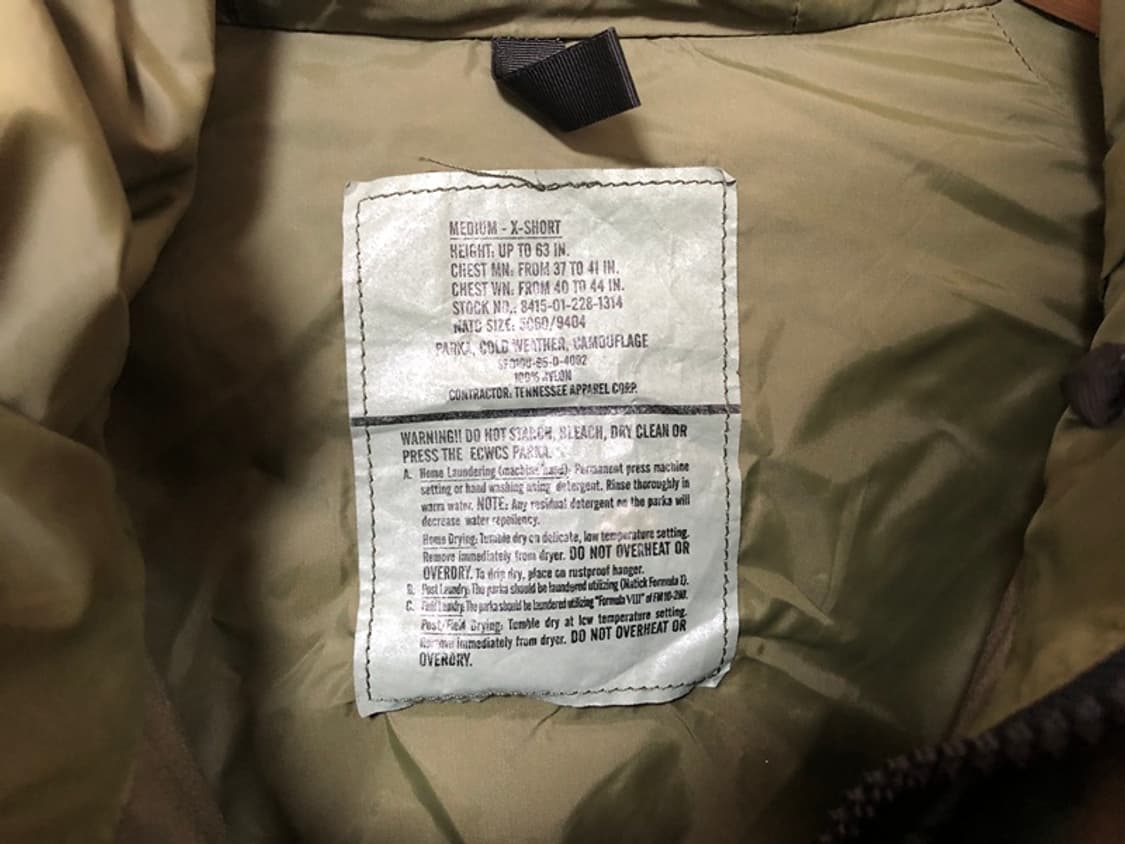 MEDIUM - X-SHORT
HEIGHT: UP TO 63 IN.
CHEST MN: FROM 37 TO 41 IN.
CHEST WN: FROM 40 TO 44 IN.
STOCK NO.: 8415-01-228-1314
NATO SIZE: 5060/9404
PARKA, COLD WEATHER, CAMOUFLAGE
100% NYLON
CONTRACTOR: TENNESSEE APPAREL CORP.
WARNING!! DO NOT STARCH, BLEACH, DRY CLEAN OR
PRESS THE ECWCS PARKA.
A. Home Laundering (machine hand): Permanent press machine
setting or hand washing using detergent. Rinse thoroughly in
warm water. NOTE: Any residual detergent on the parka will
decrease water repellency.
Home Drying: Tumble dry on delicate, low temperature setting.
Remove immediately from dryer. DO NOT OVERHEAT OR
OVERDRY. To drip dry, place on rustproof hanger.
B. Post Laundry: The parka should be laundered utilizing (Natick Formula I).
C. Field Laundry: The parka should be laundered utilizing "Formula VIII" of FM 10-280.
Post/Field Drying: Tumble dry at low temperature setting.
Remove immediately from dryer. DO NOT OVERHEAT OR
OVERDRY.